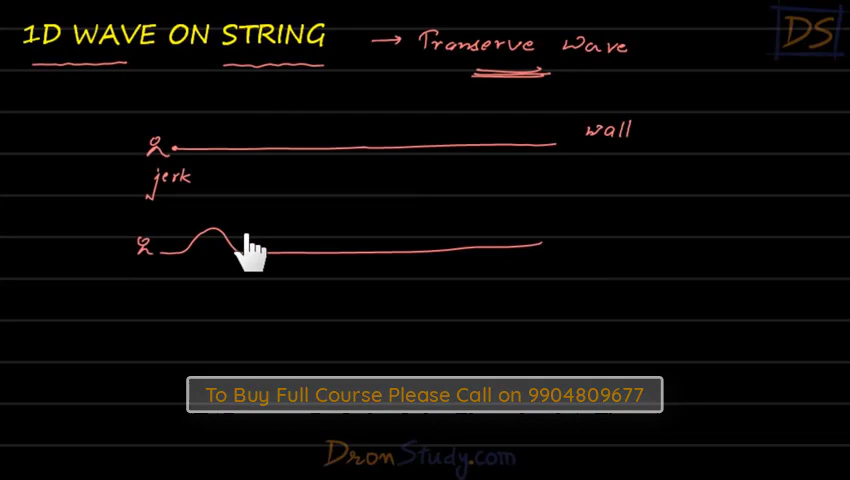 1D WAVE ON STRING → Transerve Wave
DS
wall
jerk
To Buy Full Course Please Call on 9904809677
DronStudy.com